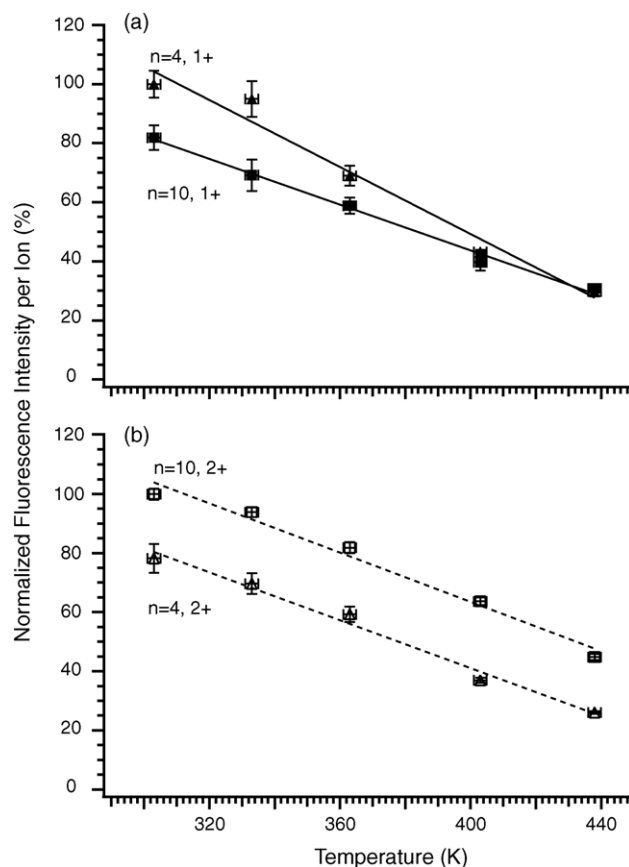 (a)
120
n=4, 1+
100
80
n=10, 1+
60
40
20
0
(b)
120
n=10, 2+
100
80
n=4, 2+
60
40
20
0
320
360
400
440
Normalized Fluorescence Intensity per Ion (%)
Temperature (K)